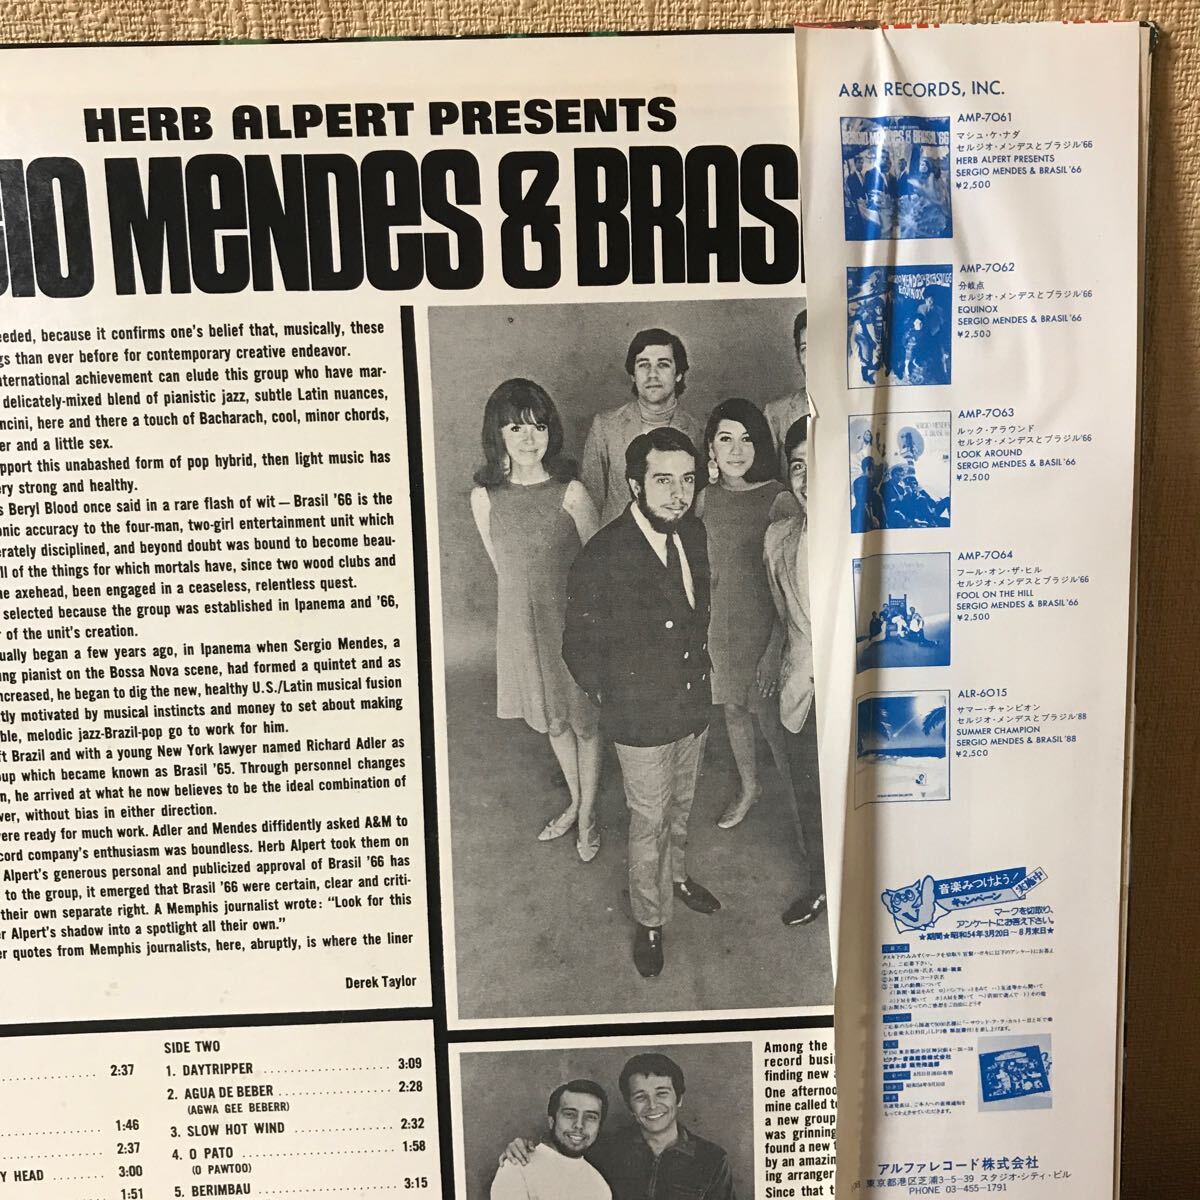 HERB ALPERT PRESENTS
GIO MENDES & BRAS
eeded, because it confirms one's belief that, musically, these
gs than ever before for contemporary creative endeavor.
nternational achievement can elude this group who have mar-
delicately-mixed blend of pianistic jazz, subtle Latin nuances,
ncini, here and there a touch of Bacharach, cool, minor chords,
er and a little sex.
pport this unabashed form of pop hybrid, then light music has
ry strong and healthy.
s Beryl Blood once said in a rare flash of wit — Brasil '66 is the
onic accuracy to the four-man, two-girl entertainment unit which
erately disciplined, and beyond doubt was bound to become beau-
ll of the things for which mortals have, since two wood clubs and
ne axehead, been engaged in a ceaseless, relentless quest.
selected because the group was established in Ipanema and '66,
r of the unit's creation.
ually began a few years ago, in Ipanema when Sergio Mendes, a
ng pianist on the Bossa Nova scene, had formed a quintet and as
ncreased, he began to dig the new, healthy U.S./Latin musical fusion
tly motivated by musical instincts and money to set about making
ble, melodic jazz-Brazil-pop go to work for him.
ft Brazil and with a young New York lawyer named Richard Adler as
oup which became known as Brasil '65. Through personnel changes
n, he arrived at what he now believes to be the ideal combination of
ver, without bias in either direction.
ere ready for much work. Adler and Mendes diffidently asked A&M to
cord company's enthusiasm was boundless. Herb Alpert took them on
Alpert's generous personal and publicized approval of Brasil '66 has
to the group, it emerged that Brasil '66 were certain, clear and criti-
their own separate right. A Memphis journalist wrote: "Look for this
er Alpert's shadow into a spotlight all their own."
er quotes from Memphis journalists, here, abruptly, is where the liner
Derek Taylor
2:37
1:46
2:37
Y HEAD 3:00
1:51
SIDE TWO
1. DAYTRIPPER 3:09
2. AGUA DE BEBER 2:28
(AGWA GEE BEBERR)
3. SLOW HOT WIND 2:32
4. O PATO 1:58
(O PAWTOO)
5. BERIMBAU 3:15
Among the
record busi
finding new
One afternoo
mine called to
a new group
was grinning
found a new
by an amazin
ing arranger
Since that t
A&M RECORDS, INC.
AMP-7061
マシュ・ケ・ナダ
セルジオ・メンデスとブラジル'66
HERB ALPERT PRESENTS
SERGIO MENDES & BRASIL '66
¥2,500
AMP-7062
分岐点
セルジオ・メンデスとブラジル'66
EQUINOX
SERGIO MENDES & BRASIL '66
¥2,500
AMP-7063
ルック・アラウンド
セルジオ・メンデスとブラジル'66
LOOK AROUND
SERGIO MENDES & BASIL '66
¥2,500
AMP-7064
フール・オン・ザ・ヒル
セルジオ・メンデスとブラジル'66
FOOL ON THE HILL
SERGIO MENDES & BRASIL '66
¥2,500
ALR-6015
サマー・チャンピオン
セルジオ・メンデスとブラジル'88
SUMMER CHAMPION
SERGIO MENDES & BRASIL '88
¥2,500
音楽みつけよう!
キャンペーン 実施中
マークを切取り、
アンケートにお答え下さい。
★期間★昭和54年3月20日〜8月末日★
アルファレコード株式会社
東京都港区芝浦3-5-39 スタジオ・シティ・ビル
PHONE 03-455-1791